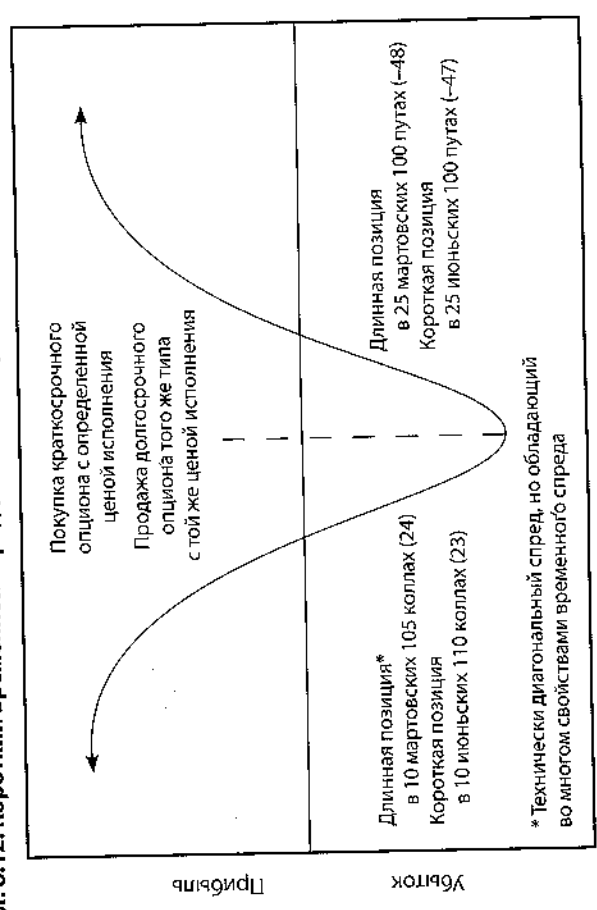 Покупка краткосрочного
опциона с определенной
ценой исполнения
Продажа долгосрочного
опциона того же типа
с той же ценой исполнения
Прибыль
Убыток
Длинная позиция*
в 10 мартовских 105 коллах (24)
Короткая позиция
в 10 июньских 110 коллах (23)
Длинная позиция
в 25 мартовских 100 путах (–48)
Короткая позиция
в 25 июньских 100 путах (–47)
* Технически диагональный спред, но обладающий
во многом свойствами временного спреда